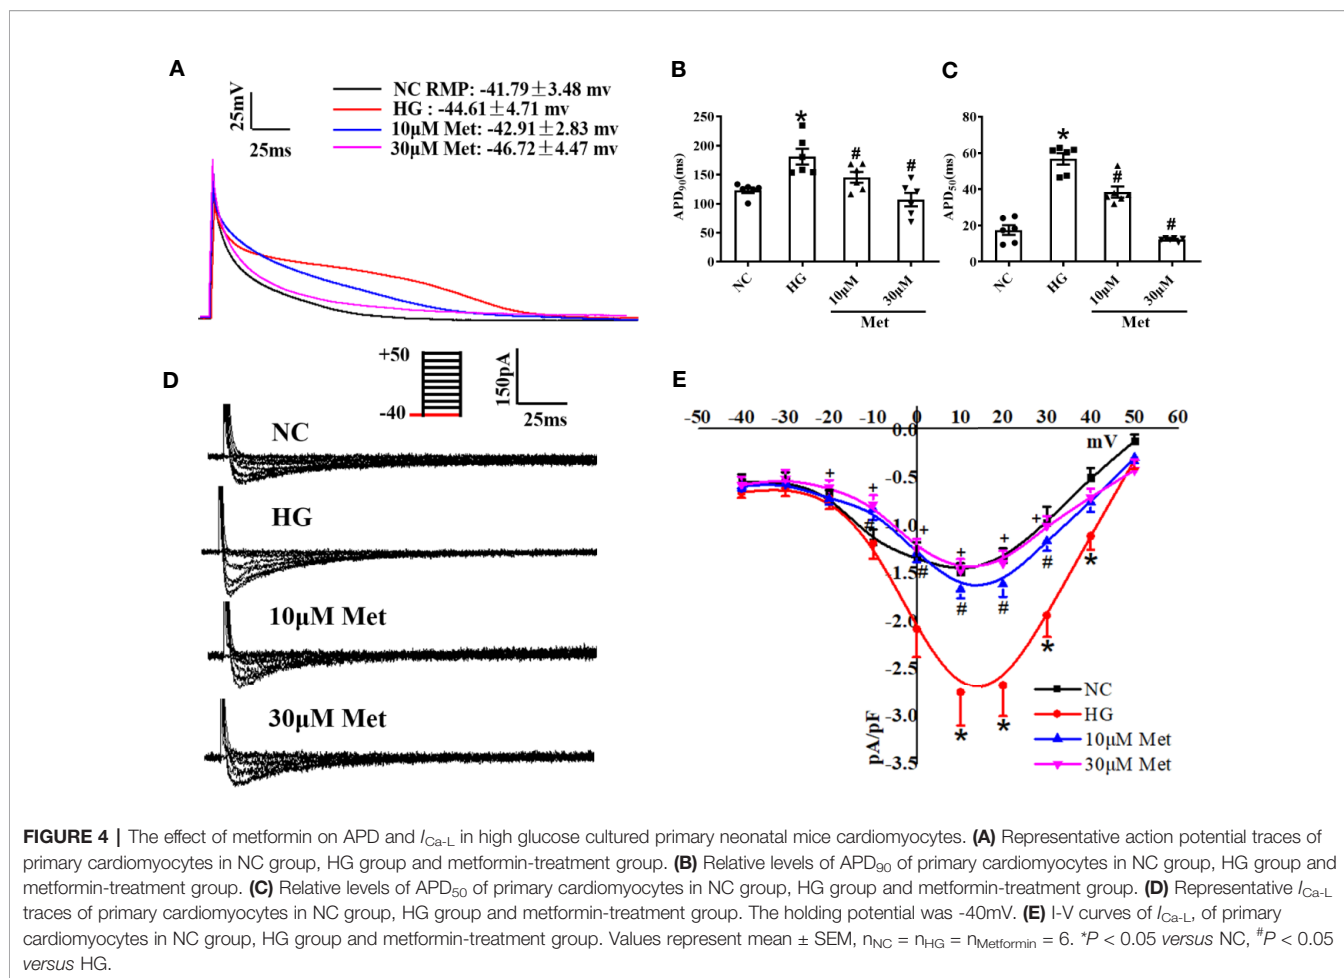 A
25mV
25ms
NC RMP: -41.79±3.48 mv
HG : -44.61±4.71 mv
10μM Met: -42.91±2.83 mv
30μM Met: -46.72±4.47 mv
B
APD90(ms)
250
200
150
100
50
0
*
#
#
NC
HG
10μM
30μM
Met
C
APD50(ms)
80
60
40
20
0
*
#
#
NC
HG
10μM
30μM
Met
D
+50
-40
150pA
25ms
NC
HG
10μM Met
30μM Met
E
-50 -40 -30 -20 -10 0 10 20 30 40 50 60
mV
0.0
-0.5
-1.0
-1.5
-2.0
-2.5
-3.0
-3.5
pA/pF
+ + + + + +
# # # # #
* * * *
NC
HG
10μM Met
30μM Met
FIGURE 4 | The effect of metformin on APD and ICa-L in high glucose cultured primary neonatal mice cardiomyocytes. (A) Representative action potential traces of
primary cardiomyocytes in NC group, HG group and metformin-treatment group. (B) Relative levels of APD90 of primary cardiomyocytes in NC group, HG group and
metformin-treatment group. (C) Relative levels of APD50 of primary cardiomyocytes in NC group, HG group and metformin-treatment group. (D) Representative ICa-L
traces of primary cardiomyocytes in NC group, HG group and metformin-treatment group. The holding potential was -40mV. (E) I-V curves of ICa-L, of primary
cardiomyocytes in NC group, HG group and metformin-treatment group. Values represent mean ± SEM, nNC = nHG = nMetformin = 6. *P < 0.05 versus NC, #P < 0.05
versus HG.